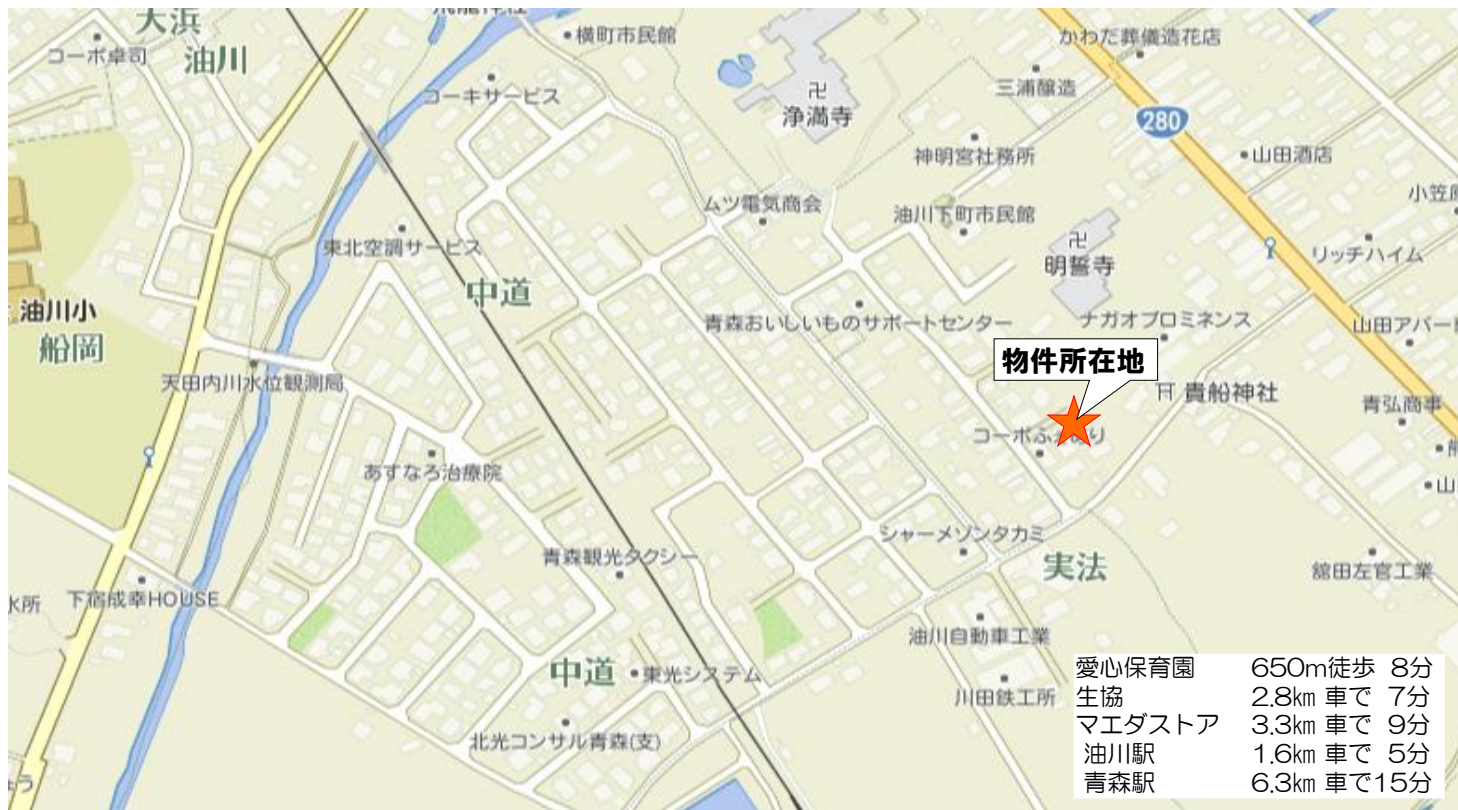 大浜
油川
コーポ卓司
横町市民館
コーキサービス
浄満寺
かわだ葬儀造花店
三浦醸造
280
神明宮社務所
山田酒店
ムツ電気商会
油川下町市民館
明誓寺
リッチハイム
東北空調サービス
中道
油川小
船岡
青森おいしいものサポートセンター
ナガオプロミネンス
物件所在地
天田内川水位観測局
貴船神社
青弘商事
あすなろ治療院
シャーメゾンタカミ
青森観光タクシー
実法
舘田左官工業
下宿成幸HOUSE
油川自動車工業
中道
東光システム
川田鉄工所
北光コンサル青森(支)
愛心保育園 650m徒歩 8分
生協 2.8㎞ 車で 7分
マエダストア 3.3㎞ 車で 9分
油川駅 1.6㎞ 車で 5分
青森駅 6.3㎞ 車で15分